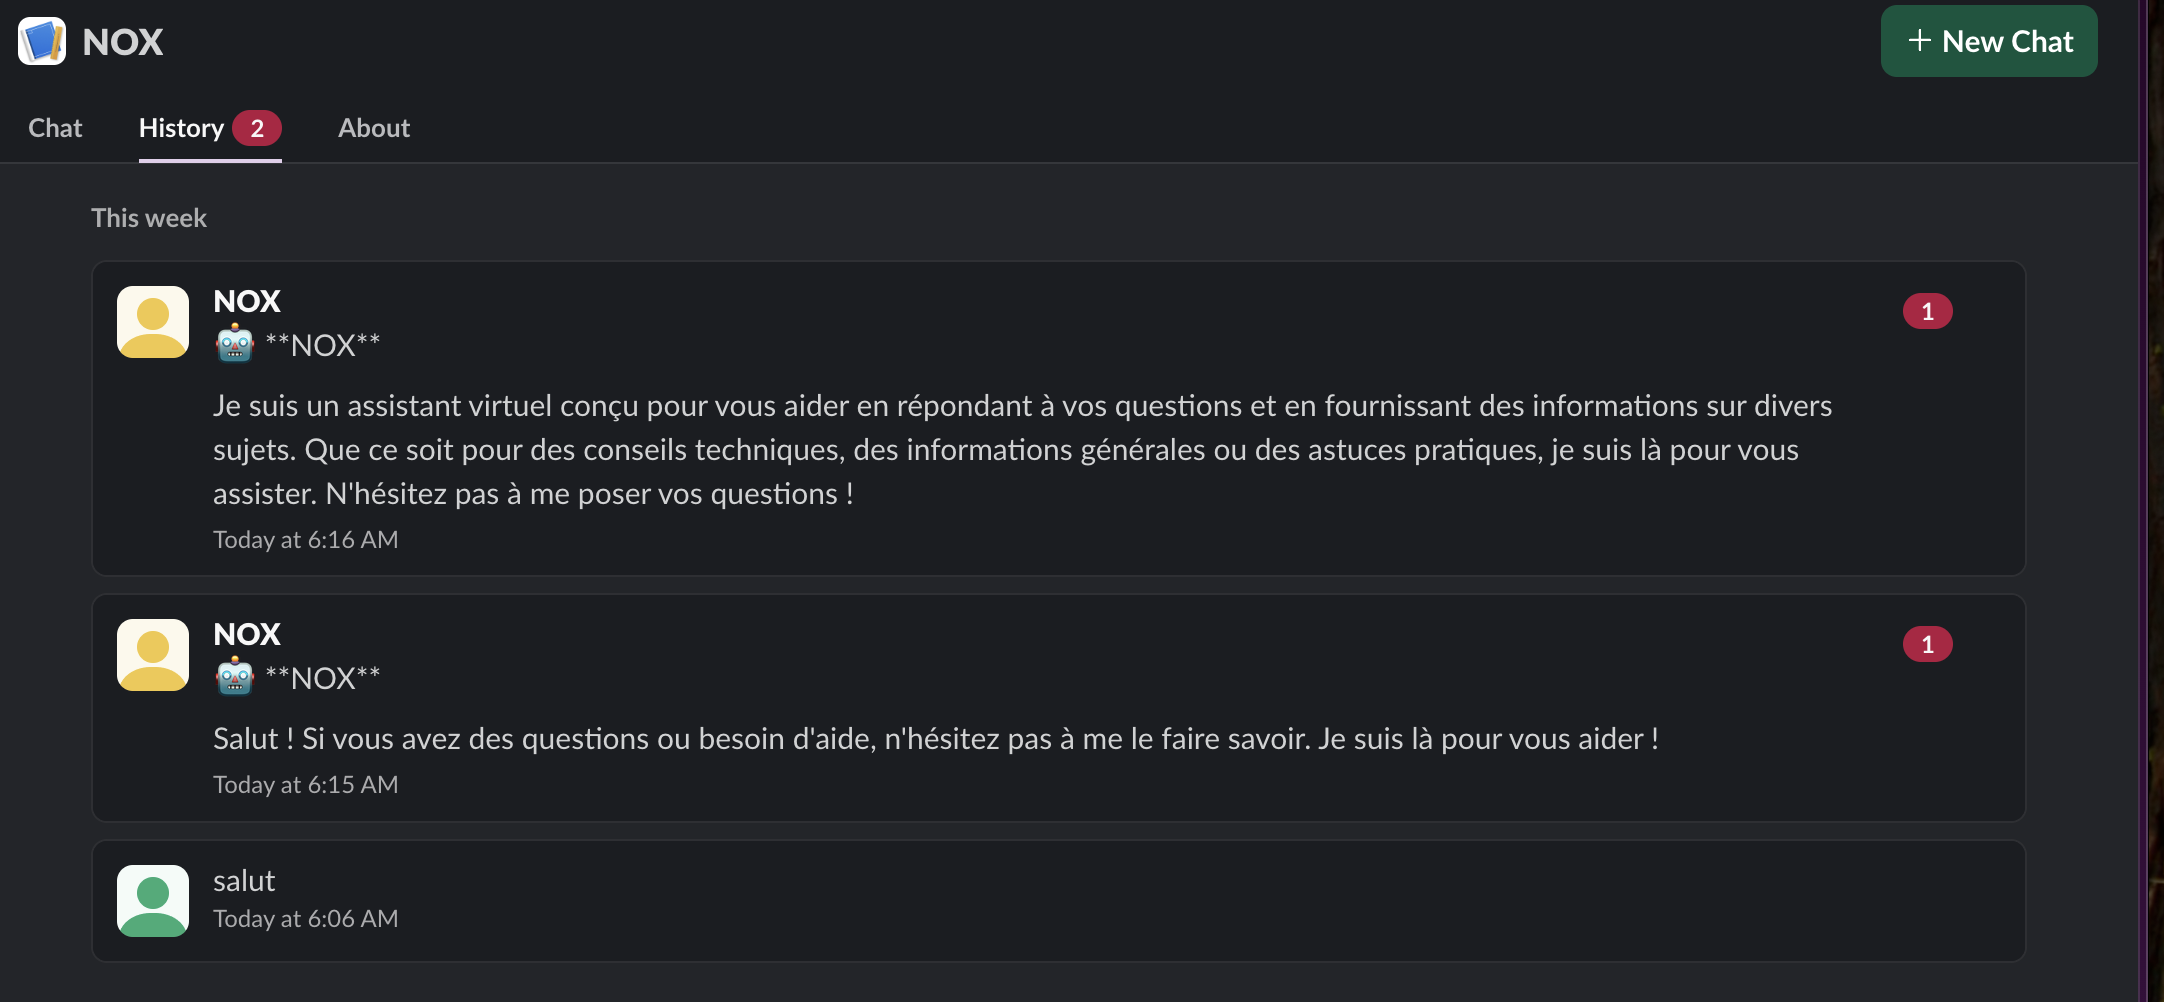 NOX
+ New Chat
Chat
History 2
About
This week
NOX
1
🤖 **NOX**
Je suis un assistant virtuel conçu pour vous aider en répondant à vos questions et en fournissant des informations sur divers
sujets. Que ce soit pour des conseils techniques, des informations générales ou des astuces pratiques, je suis là pour vous
assister. N'hésitez pas à me poser vos questions !
Today at 6:16 AM
NOX
1
🤖 **NOX**
Salut ! Si vous avez des questions ou besoin d'aide, n'hésitez pas à me le faire savoir. Je suis là pour vous aider !
Today at 6:15 AM
salut
Today at 6:06 AM